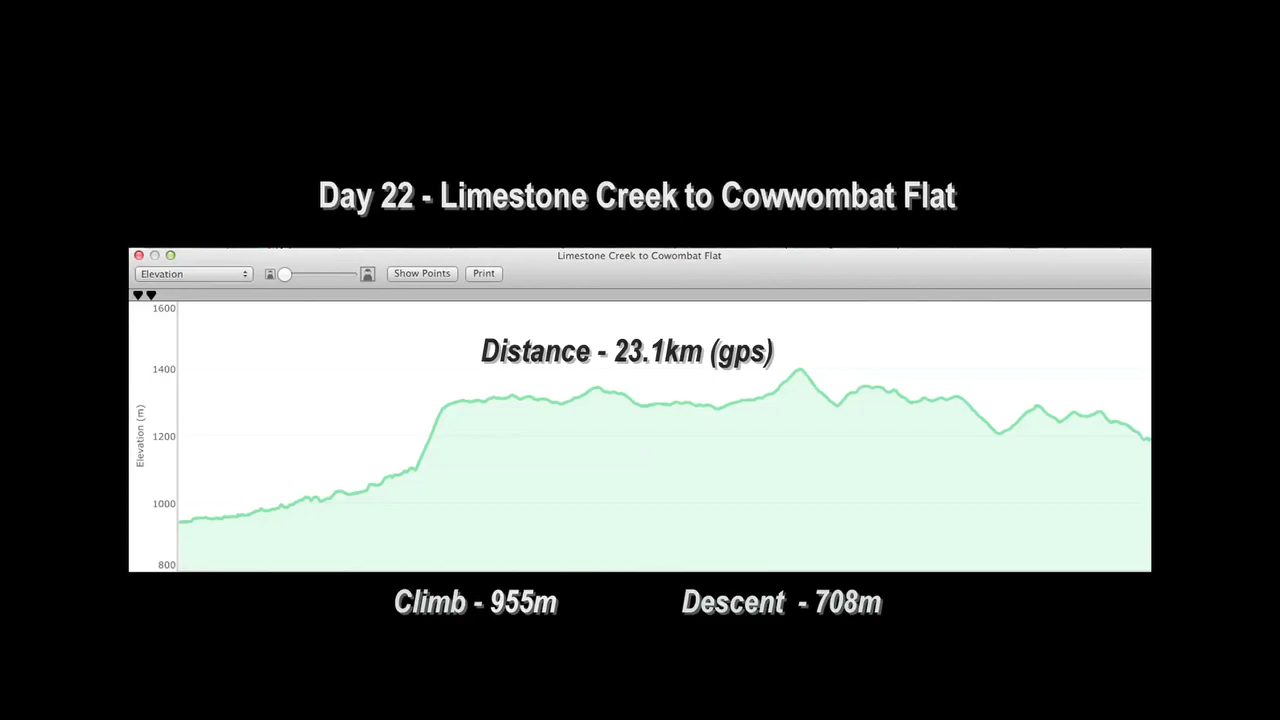 Day 22 - Limestone Creek to Cowwombat Flat
Limestone Creek to Cowombat Flat
Elevation
Show Points
Print
1600
Distance - 23.1km (gps)
1400
Elevation (m)
1200
1000
800
Climb - 955m
Descent - 708m